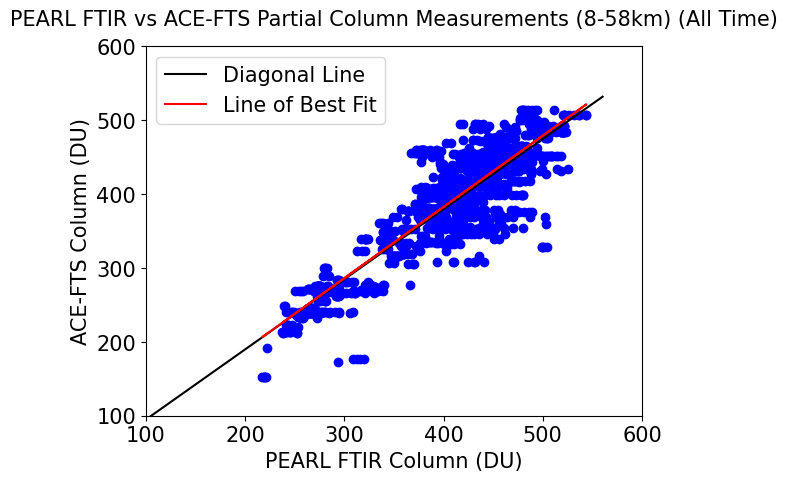 PEARL FTIR vs ACE-FTS Partial Column Measurements (8-58km) (All Time)
600
500
400
300
200
100
Diagonal Line
Line of Best Fit
ACE-FTS Column (DU)
100 200 300 400 500 600
PEARL FTIR Column (DU)